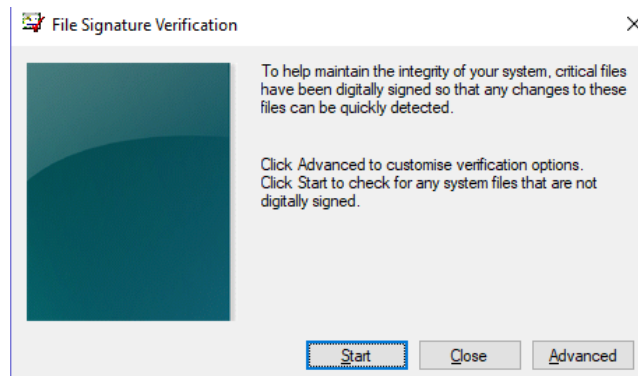 File Signature Verification
To help maintain the integrity of your system, critical files
have been digitally signed so that any changes to these
files can be quickly detected.
Click Advanced to customise verification options.
Click Start to check for any system files that are not
digitally signed.
Start Close Advanced